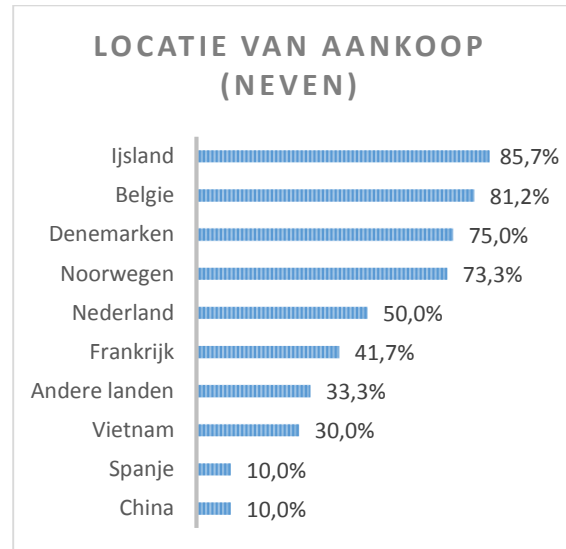 LOCATIE VAN AANKOOP
(NEVEN)
Ijsland 85,7%
Belgie 81,2%
Denemarken 75,0%
Noorwegen 73,3%
Nederland 50,0%
Frankrijk 41,7%
Andere landen 33,3%
Vietnam 30,0%
Spanje 10,0%
China 10,0%